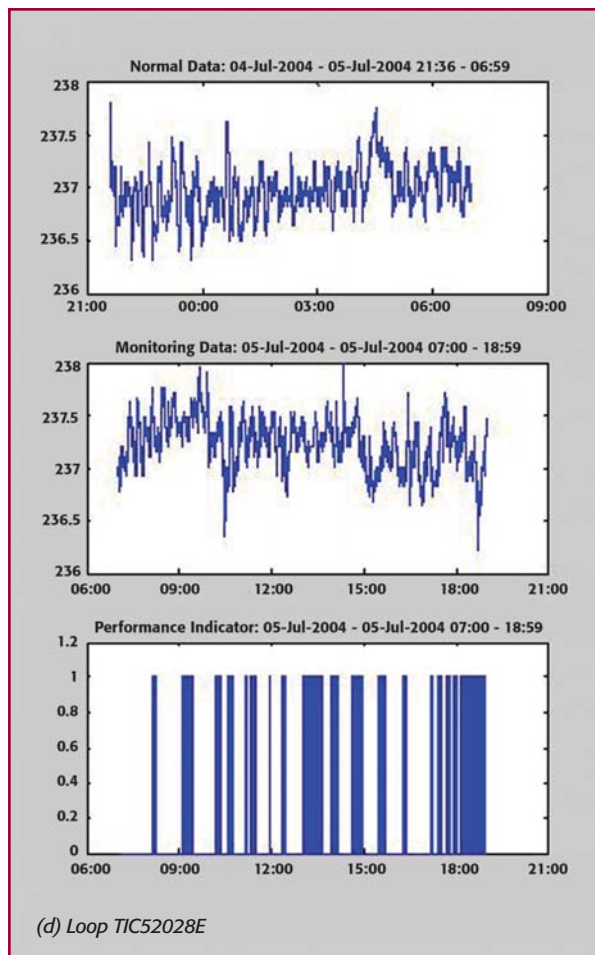 Normal Data: 04-Jul-2004 - 05-Jul-2004 21:36 - 06:59
238
237.5
237
236.5
236
21:00 00:00 03:00 06:00 09:00
Monitoring Data: 05-Jul-2004 - 05-Jul-2004 07:00 - 18:59
238
237.5
237
236.5
236
06:00 09:00 12:00 15:00 18:00 21:00
Performance Indicator: 05-Jul-2004 - 05-Jul-2004 07:00 - 18:59
1.2
1
0.8
0.6
0.4
0.2
0
06:00 09:00 12:00 15:00 18:00 21:00
(d) Loop TIC52028E